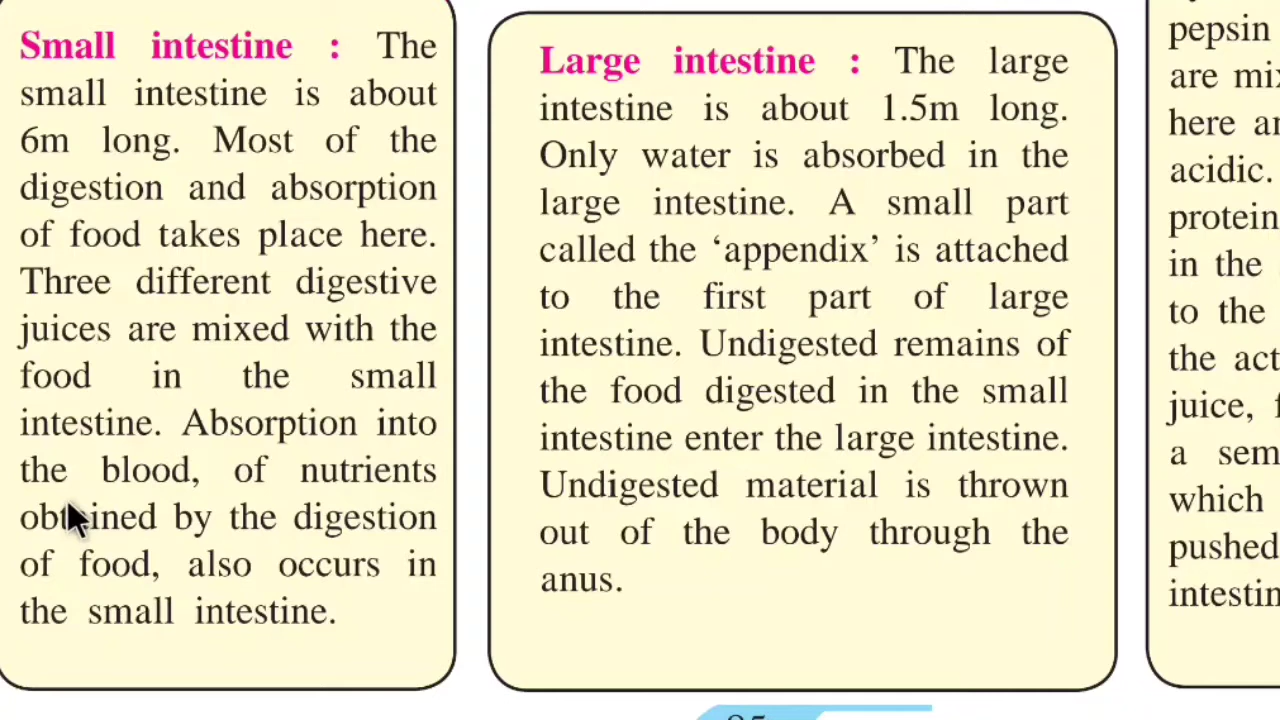 Small intestine : The
small intestine is about
6m long. Most of the
digestion and absorption
of food takes place here.
Three different digestive
juices are mixed with the
food in the small
intestine. Absorption into
the blood, of nutrients
obtained by the digestion
of food, also occurs in
the small intestine.
Large intestine : The large
intestine is about 1.5m long.
Only water is absorbed in the
large intestine. A small part
called the ‘appendix’ is attached
to the first part of large
intestine. Undigested remains of
the food digested in the small
intestine enter the large intestine.
Undigested material is thrown
out of the body through the
anus.
pepsin
are
here
acidic.
protein
in the
to the
the
juice,
a
which
pushed